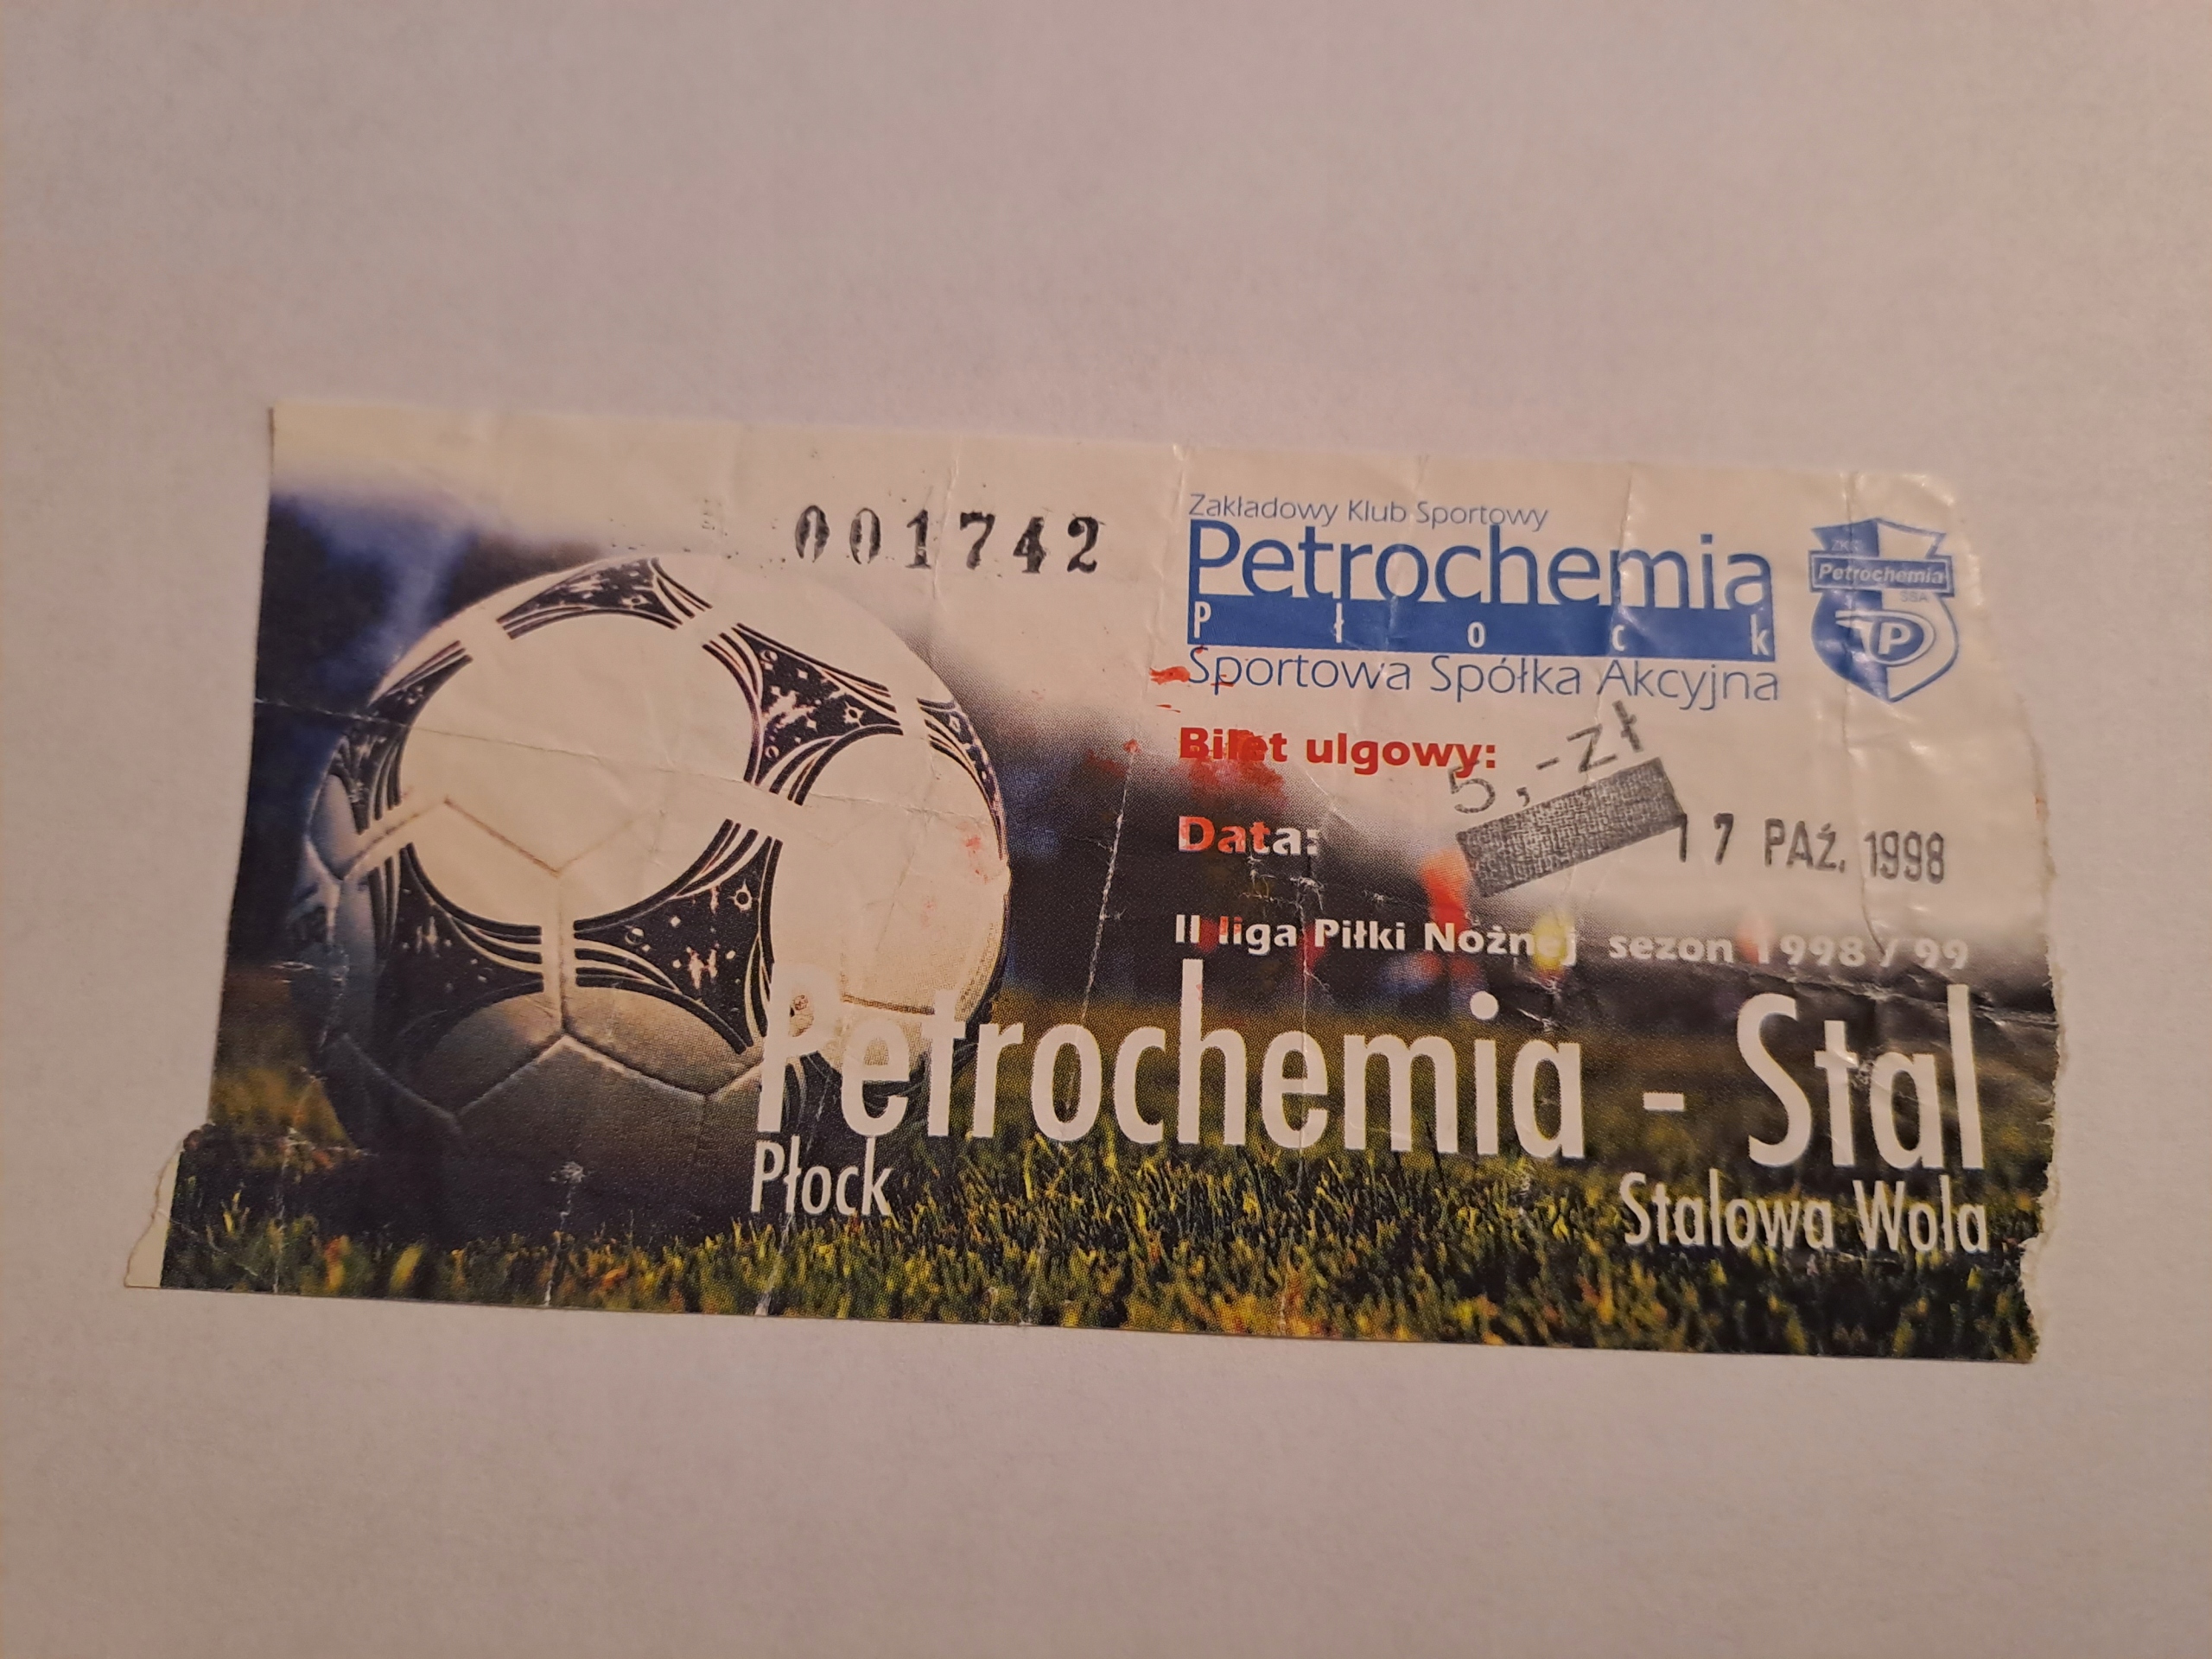 001742
Zakładowy Klub Sportowy
Petrochemia
Płock
Sportowa Spółka Akcyjna
ZKS
Petrochemia
SSA
P
Bilet ulgowy: 5,-zł
Data: 17 PAŹ. 1998
II liga Piłki Nożnej sezon 1998/99
Petrochemia - Stal
Płock
Stalowa Wola